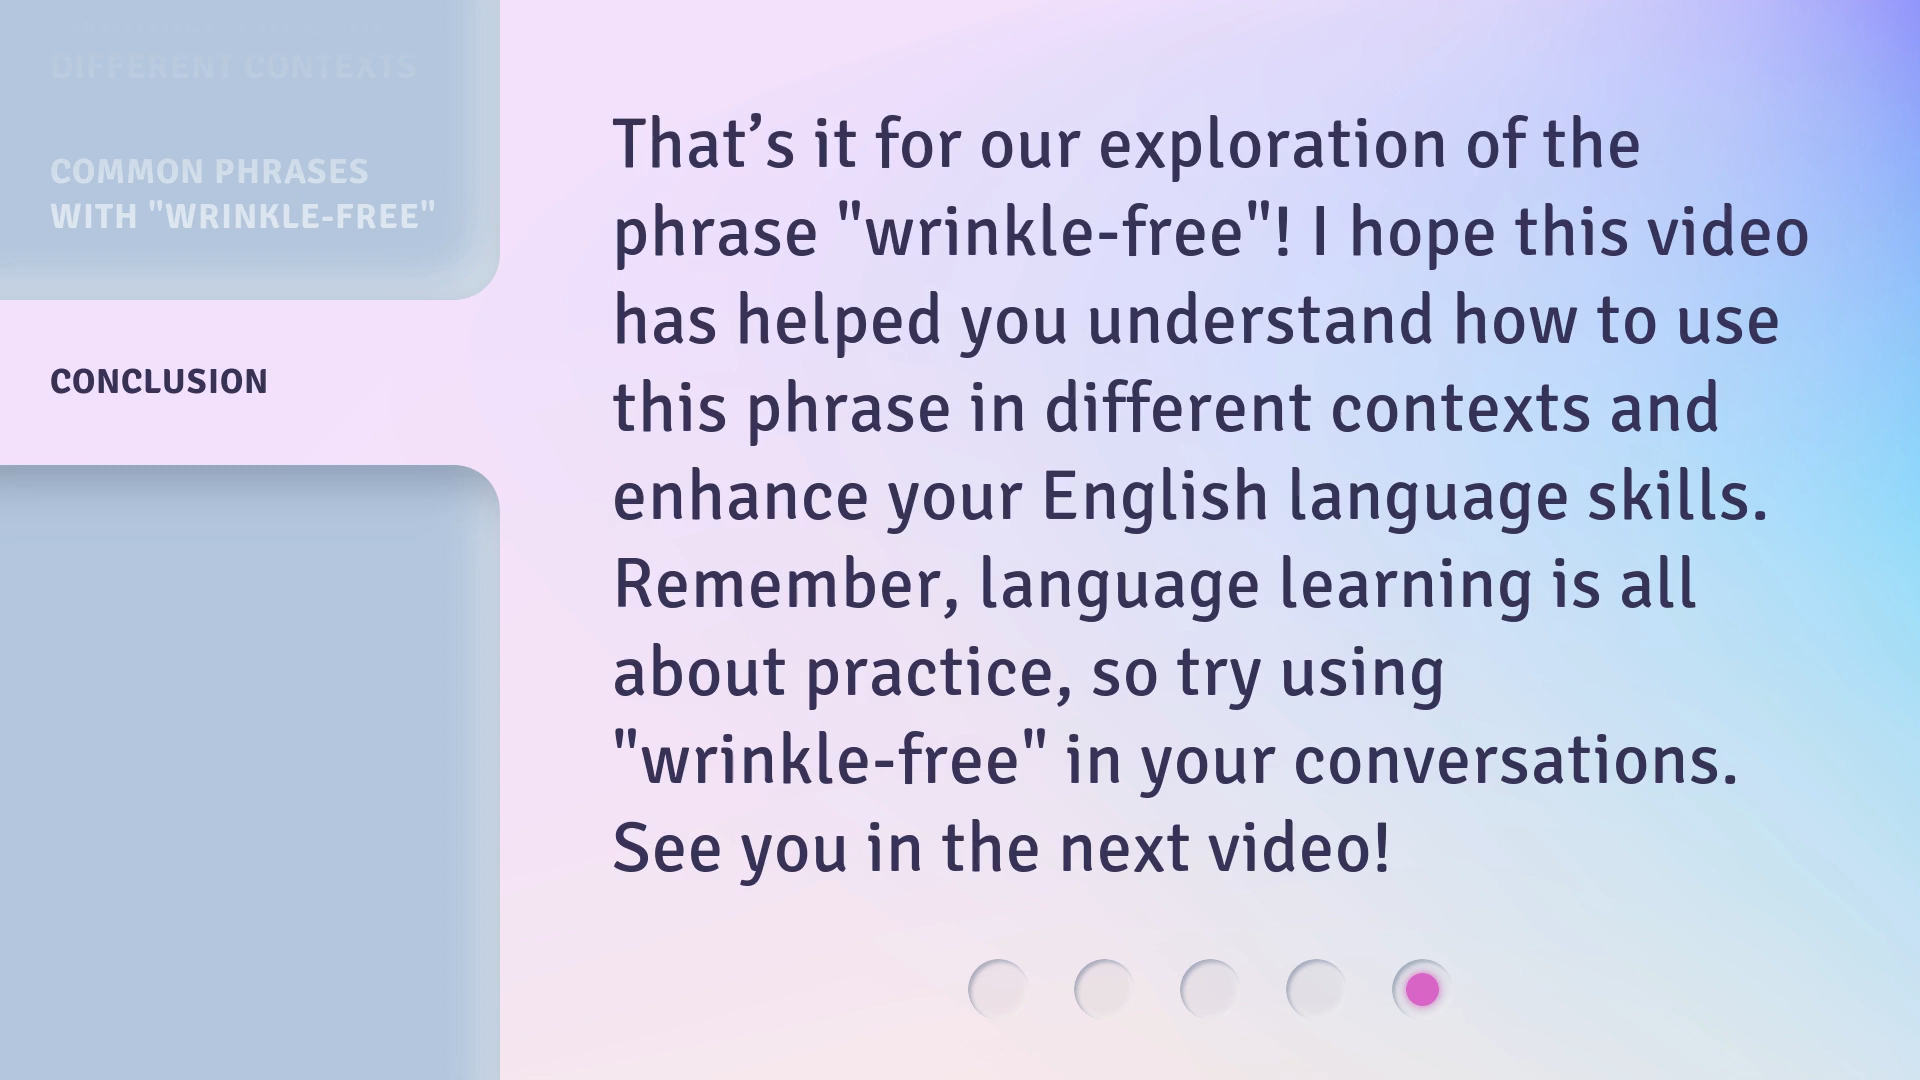 DIFFERENT CONTEXTS
COMMON PHRASES
WITH "WRINKLE-FREE"
CONCLUSION
That’s it for our exploration of the
phrase "wrinkle-free"! I hope this video
has helped you understand how to use
this phrase in different contexts and
enhance your English language skills.
Remember, language learning is all
about practice, so try using
"wrinkle-free" in your conversations.
See you in the next video!